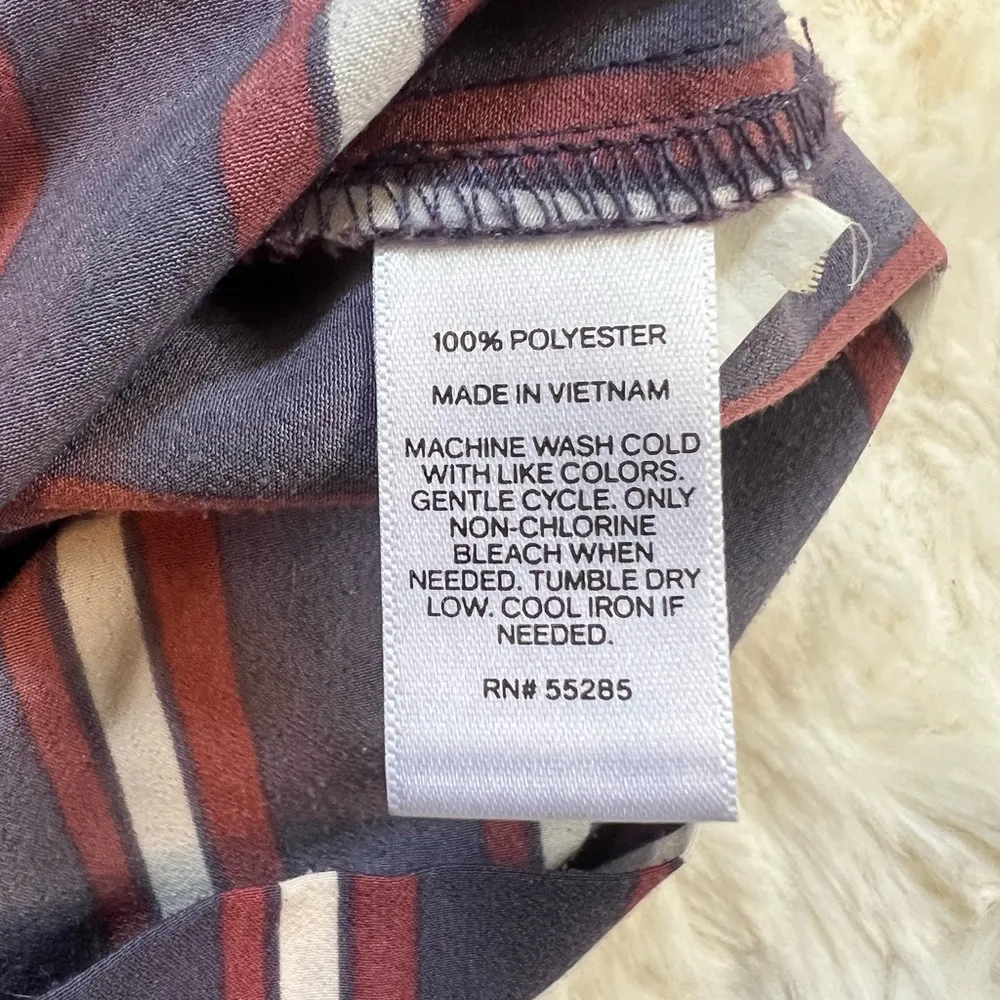 100% POLYESTER
MADE IN VIETNAM
MACHINE WASH COLD
WITH LIKE COLORS.
GENTLE CYCLE. ONLY
NON-CHLORINE
BLEACH WHEN
NEEDED. TUMBLE DRY
LOW. COOL IRON IF
NEEDED.
RN# 55285